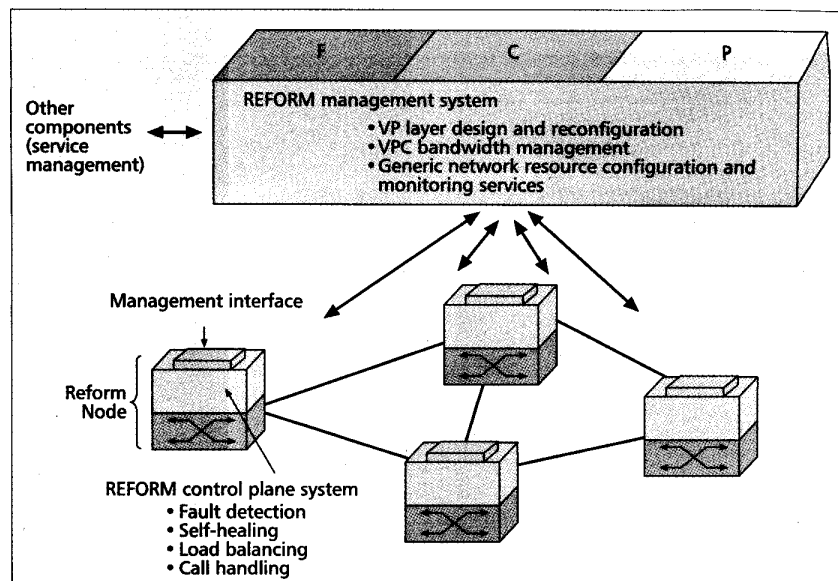 F C P
REFORM management system
• VP layer design and reconfiguration
• VPC bandwidth management
• Generic network resource configuration and
monitoring services
Other
components
(service
management)
Management interface
Reform
Node
REFORM control plane system
• Fault detection
• Self-healing
• Load balancing
• Call handling